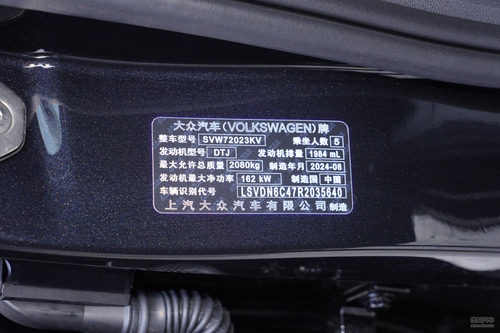 大众汽车(VOLKSWAGEN)牌
整车型号 SVW72023KV 乘坐人数 5
发动机型号 DTJ 发动机排量 1984 mL
最大允许总质量 2080kg 制造年月 2024-08
发动机最大净功率 162 kW 制造国 中国
车辆识别代号 LSVDN6C47R2035640
上汽大众汽车有限公司 制造